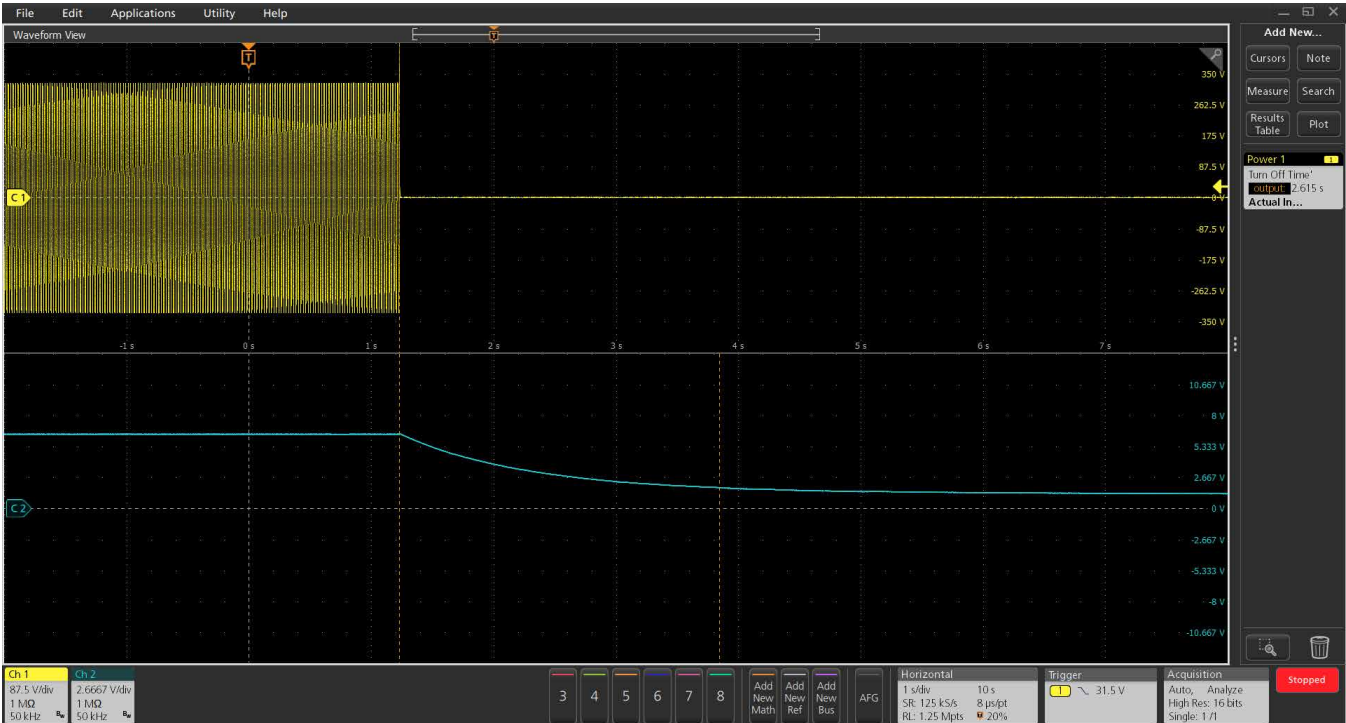 File Edit Applications Utility Help
Waveform View
T
T
350 V
262.5 V
175 V
87.5 V
C 1
0 V
-87.5 V
-175 V
-262.5 V
-350 V
-1 s 0 s 1 s 2 s 3 s 4 s 5 s 6 s 7 s
10.667 V
8 V
5.333 V
2.667 V
C 2
0 V
-2.667 V
-5.333 V
-8 V
-10.667 V
Add New...
Cursors Note
Measure Search
Results Table Plot
Power 1 1
Turn Off Time'
output: 2.615 s
Actual In...
Ch 1
87.5 V/div
1 MΩ
50 kHz Bw
Ch 2
2.6667 V/div
1 MΩ
50 kHz Bw
3 4 5 6 7 8
Add New Math
Add New Ref
Add New Bus
AFG
Horizontal
1 s/div 10 s
SR: 125 kS/s 8 µs/pt
RL: 1.25 Mpts 20%
Trigger
1 31.5 V
Acquisition
Auto, Analyze
High Res: 16 bits
Single: 1/1
Stopped